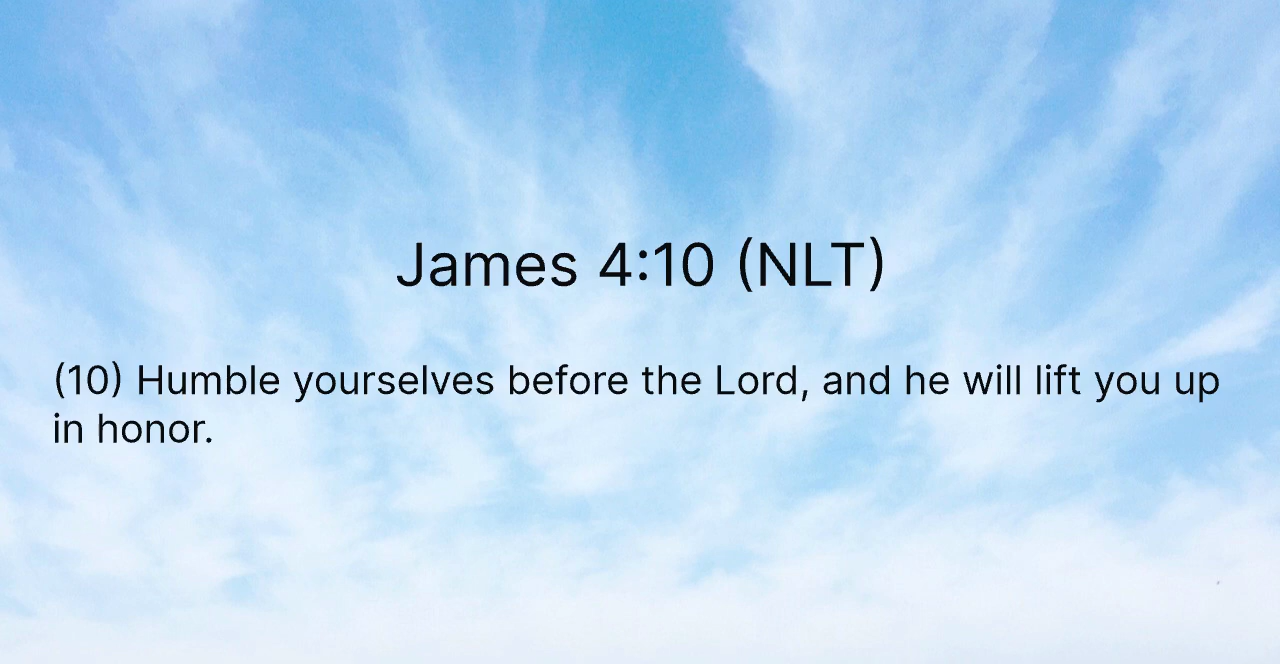 James 4:10 (NLT)
(10) Humble yourselves before the Lord, and he will lift you up
in honor.